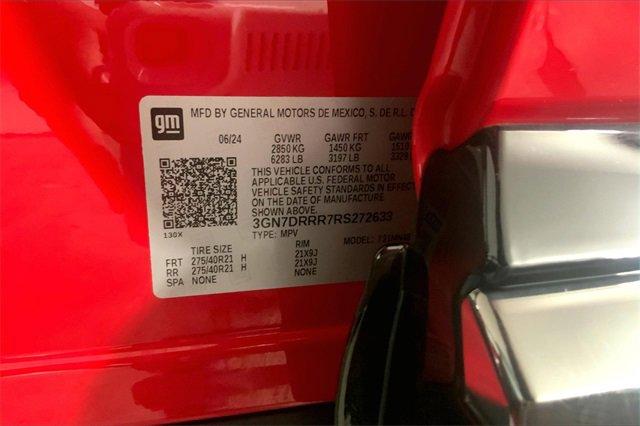 gm
MFD BY GENERAL MOTORS DE MEXICO, S. DE R.L.
06/24 GVWR GAWR FRT GAWR
2850 KG 1450 KG
6283 LB 3197 LB
THIS VEHICLE CONFORMS TO ALL
APPLICABLE U.S. FEDERAL MOTOR
VEHICLE SAFETY STANDARDS IN EFFECT
ON THE DATE OF MANUFACTURE
SHOWN ABOVE.
3GN7DRRR7RS272633
130X TYPE: MPV MODEL:
TIRE SIZE RIM
FRT 275/40R21 H 21X9J
RR 275/40R21 H 21X9J
SPA NONE NONE